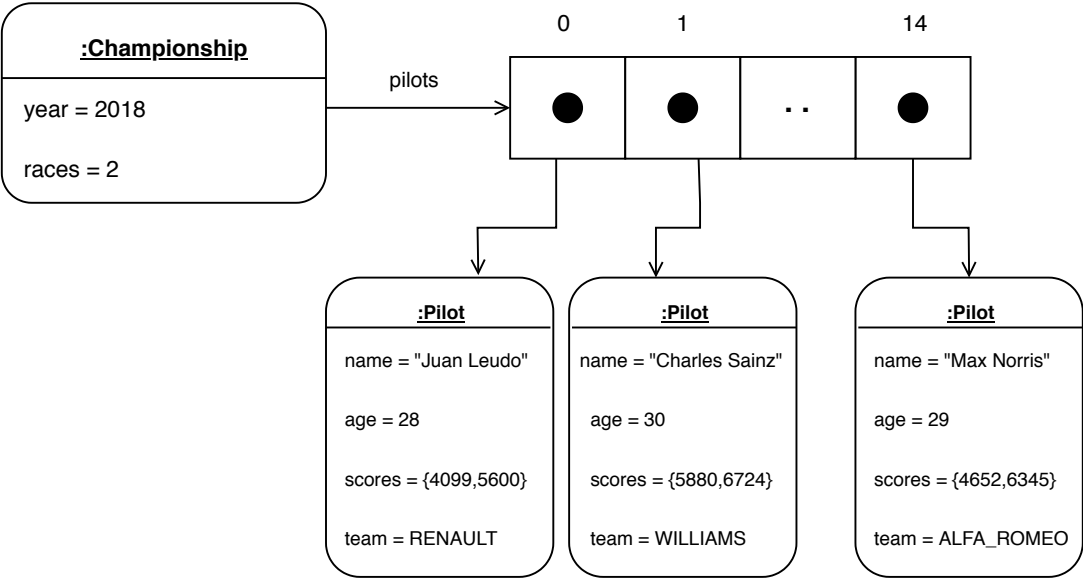 :Championship
year = 2018
races = 2
pilots
0 1 14
. .
:Pilot
name = "Juan Leudo"
age = 28
scores = {4099,5600}
team = RENAULT
:Pilot
name = "Charles Sainz"
age = 30
scores = {5880,6724}
team = WILLIAMS
:Pilot
name = "Max Norris"
age = 29
scores = {4652,6345}
team = ALFA_ROMEO